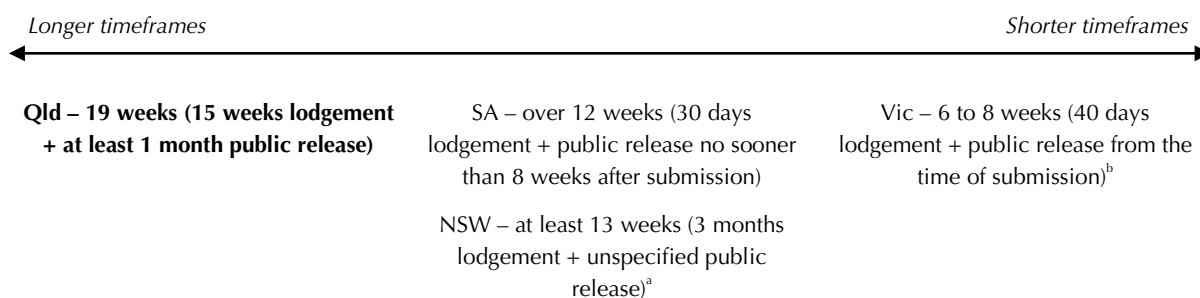 Longer timeframes
Shorter timeframes
Qld – 19 weeks (15 weeks lodgement
+ at least 1 month public release)
SA – over 12 weeks (30 days
lodgement + public release no sooner
than 8 weeks after submission)
NSW – at least 13 weeks (3 months
lodgement + unspecified public
release)a
Vic – 6 to 8 weeks (40 days
lodgement + public release from the
time of submission)b